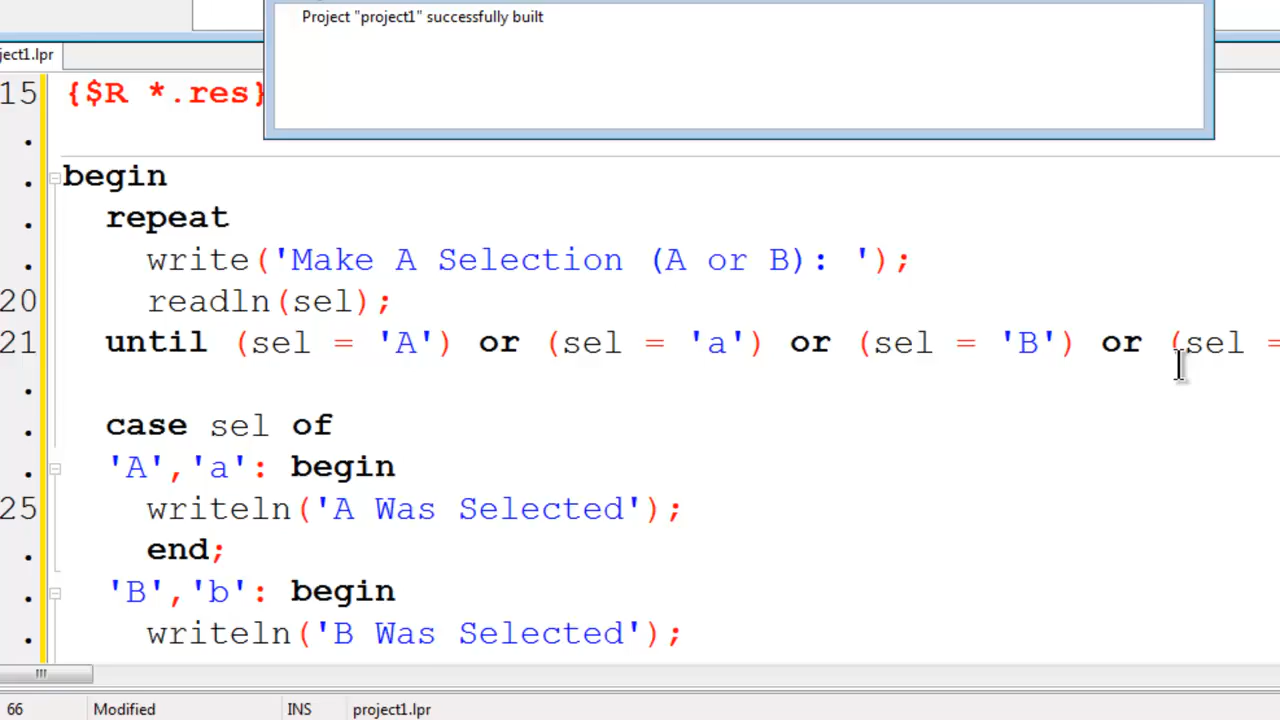 Project "project1" successfully built
ject1.lpr
15 {$R *.res}
.
. begin
. repeat
. write('Make A Selection (A or B): ');
20 readln(sel);
21 until (sel = 'A') or (sel = 'a') or (sel = 'B') or (sel =
.
. case sel of
. 'A','a': begin
25 writeln('A Was Selected');
. end;
. 'B','b': begin
. writeln('B Was Selected');
66 Modified INS project1.lpr